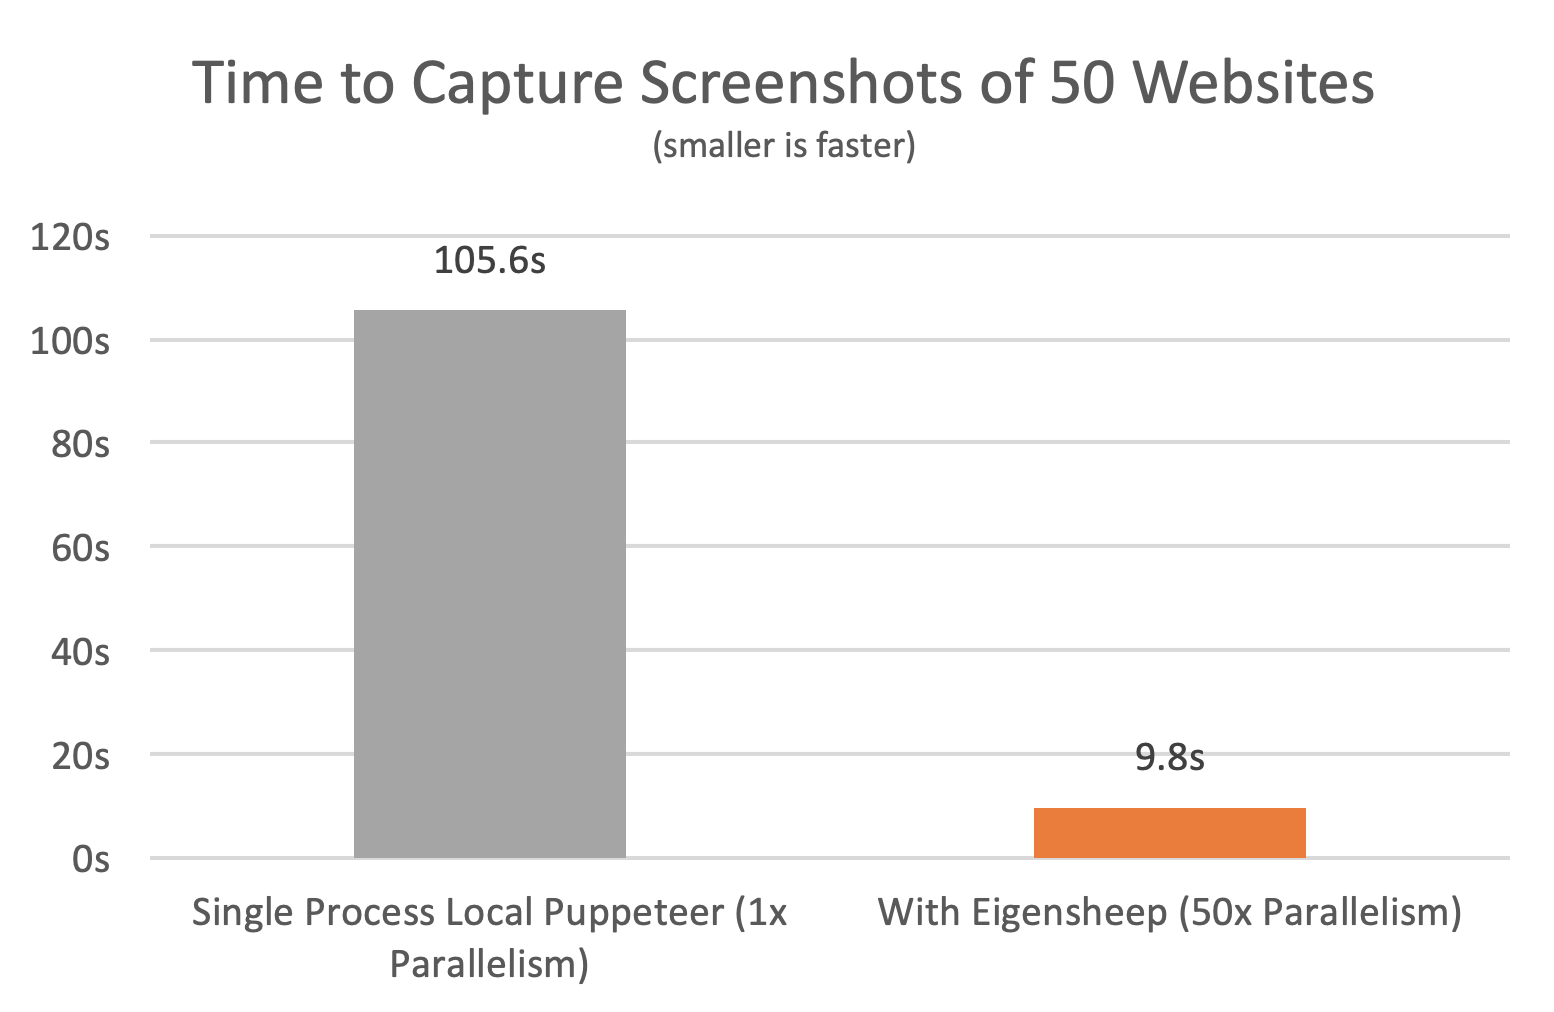 Time to Capture Screenshots of 50 Websites
(smaller is faster)
120s
105.6s
100s
80s
60s
40s
20s
9.8s
0s
Single Process Local Puppeteer (1x
Parallelism)
With Eigensheep (50x Parallelism)